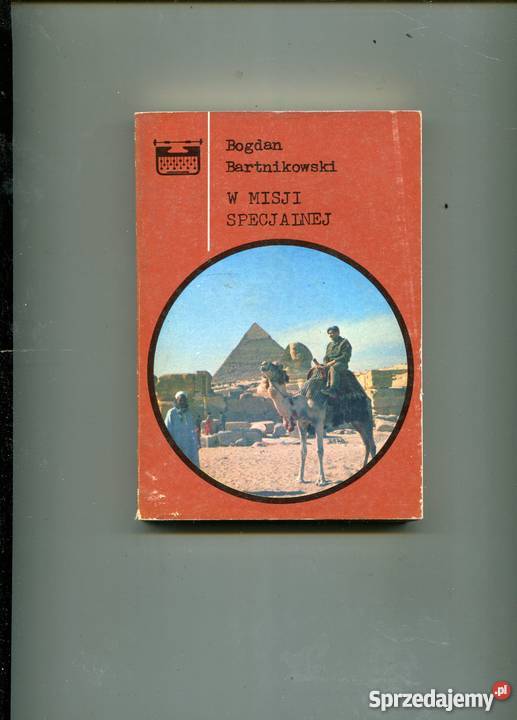 Bogdan
Bartnikowski
W MISJI
SPECJALNEJ
Sprzedajemy.pl